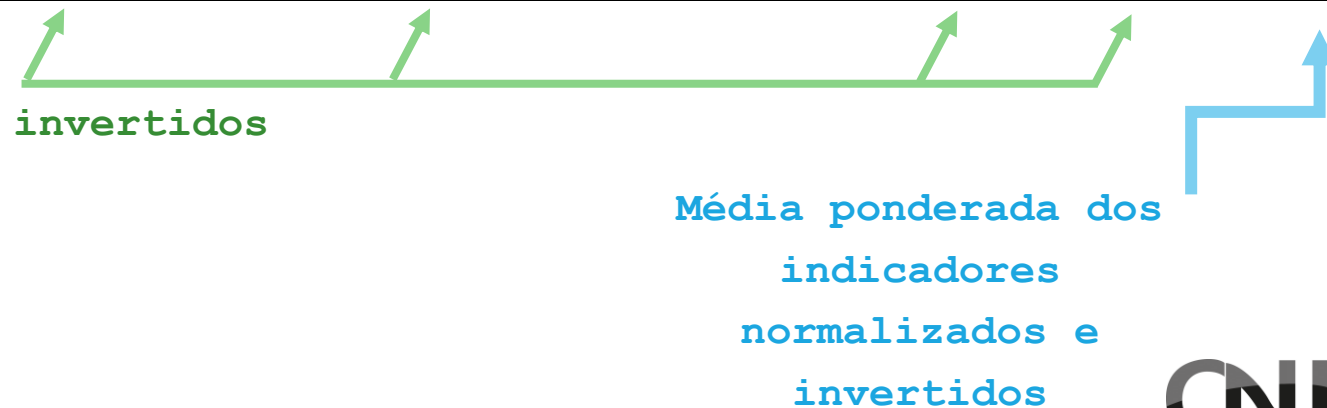 invertidos
Média ponderada dos
indicadores
normalizados e
invertidos